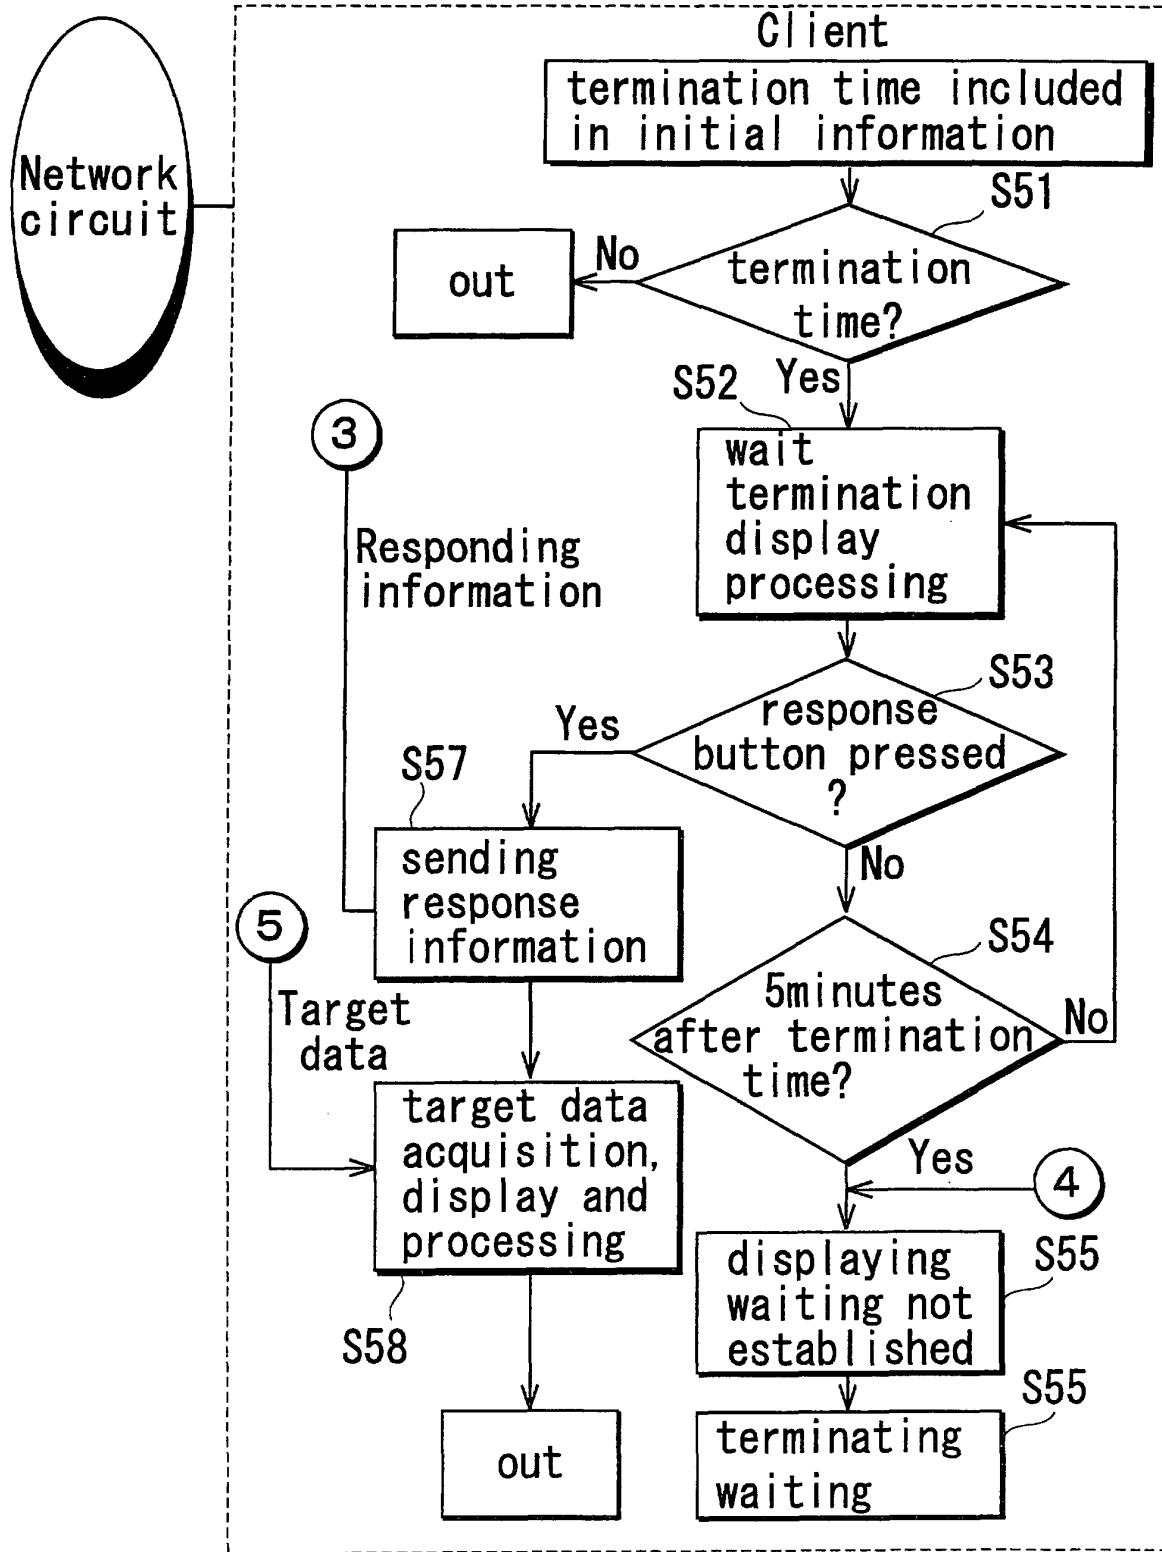 Client
termination time included
in initial information
Network
circuit
S51
termination
time?
No
out
Yes
S52
wait
termination
display
processing
3
Responding
information
S53
response
button pressed
?
Yes
No
S57
sending
response
information
5
Target
data
S54
5minutes
after termination
time?
No
Yes
4
target data
acquisition,
display and
processing
S58
displaying
waiting not
established
S55
S55
terminating
waiting
out